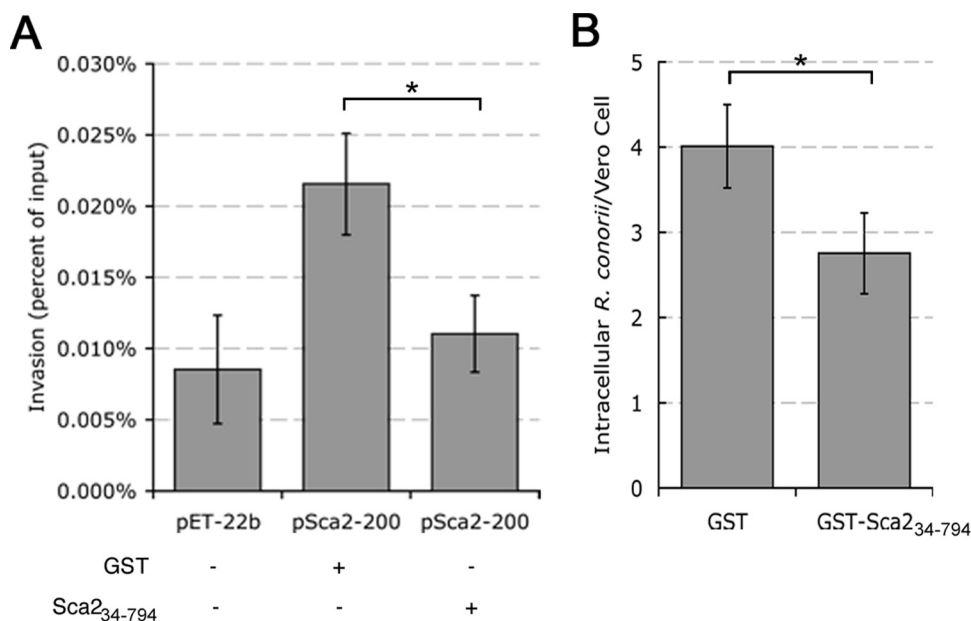 A
Invasion (percent of input)
0.030%
0.025%
0.020%
0.015%
0.010%
0.005%
0.000%
*
pET-22b pSca2-200 pSca2-200
GST - + -
Sca2₃₄₋₇₉₄ - - +
B
Intracellular R. conorii/Vero Cell
5
4
3
2
1
0
*
GST GST-Sca2₃₄₋₇₉₄